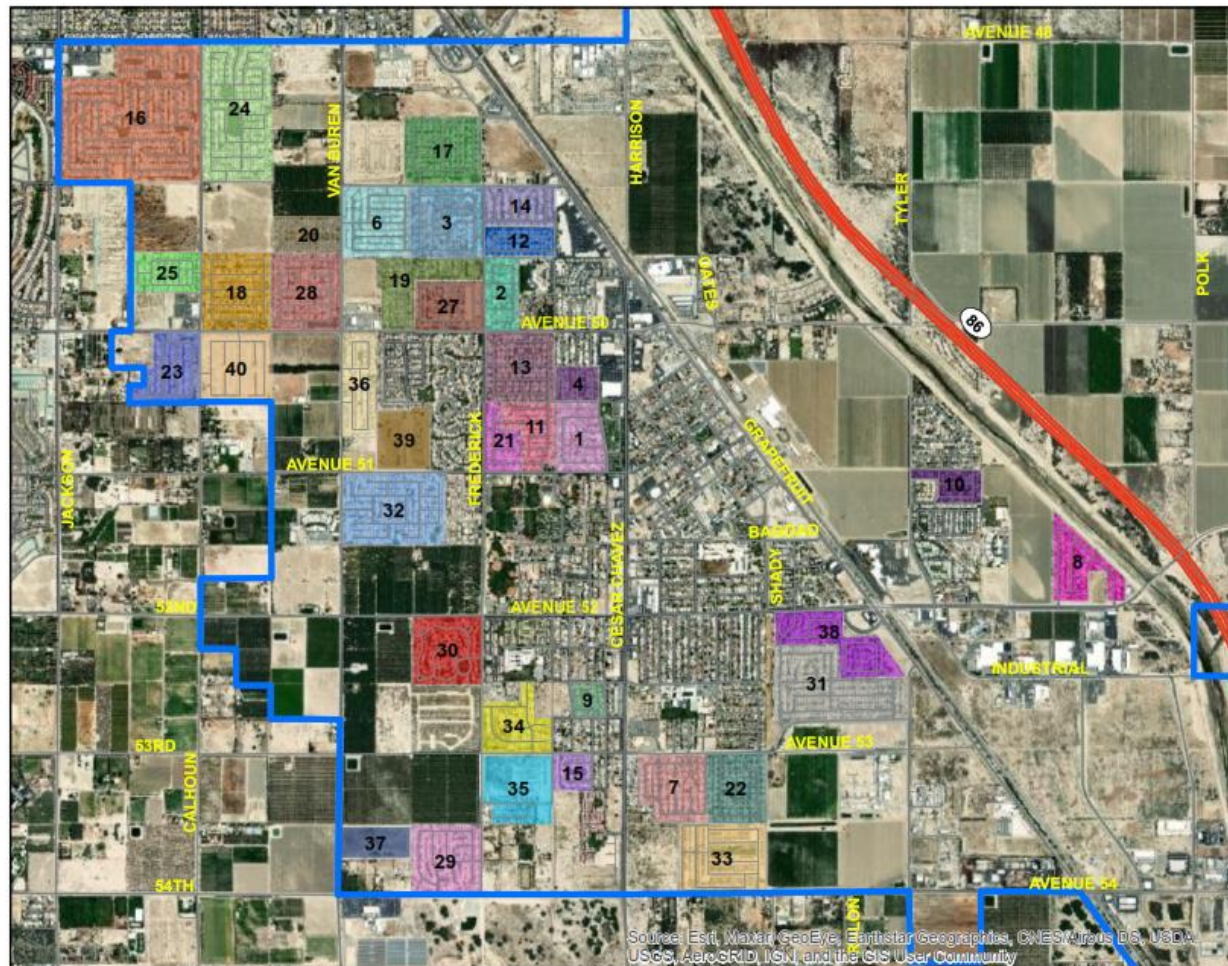 AVENUE 48
16
24
VAN BUREN
17
HARRISON
TYLER
POLK
6
3
14
12
20
25
18
28
19
27
2
AVENUE 50
OATES
86
23
40
36
13
4
39
21
11
1
FREDERICK
GRAPEFRUIT
AVENUE 51
JACKSON
32
10
CESAR CHAVEZ
BAGDAD
SHADY
8
52ND
AVENUE 52
30
38
INDUSTRIAL
31
9
34
53RD
AVENUE 53
CALHOUN
35
15
7
22
37
29
33
54TH
AVENUE 54
Source: Esri, Maxar, GeoEye, Earthstar Geographics, CNES/Airbus DS, USDA,
USGS, AeroGRID, IGN, and the GIS User Community